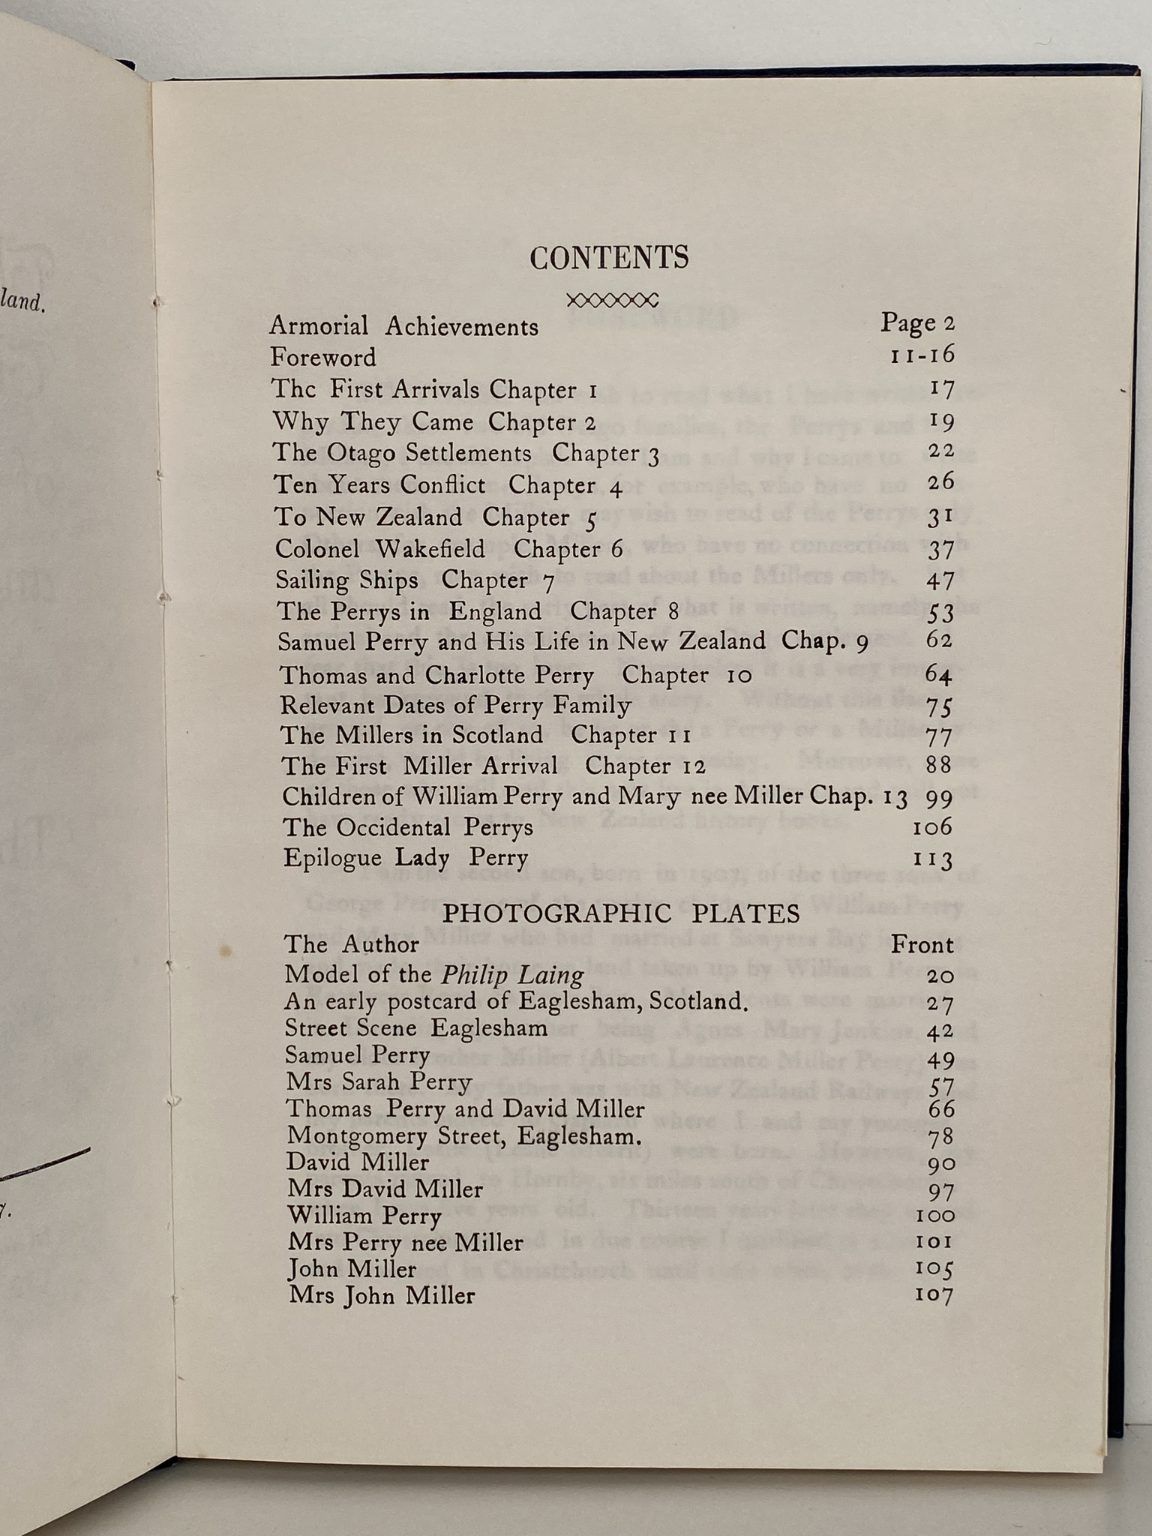 land.
7.
CONTENTS
Armorial Achievements Page 2
Foreword 11-16
Thc First Arrivals Chapter 1 17
Why They Came Chapter 2 19
The Otago Settlements Chapter 3 22
Ten Years Conflict Chapter 4 26
To New Zealand Chapter 5 31
Colonel Wakefield Chapter 6 37
Sailing Ships Chapter 7 47
The Perrys in England Chapter 8 53
Samuel Perry and His Life in New Zealand Chap. 9 62
Thomas and Charlotte Perry Chapter 10 64
Relevant Dates of Perry Family 75
The Millers in Scotland Chapter 11 77
The First Miller Arrival Chapter 12 88
Children of William Perry and Mary nee Miller Chap. 13 99
The Occidental Perrys 106
Epilogue Lady Perry 113
PHOTOGRAPHIC PLATES
The Author Front
Model of the Philip Laing 20
An early postcard of Eaglesham, Scotland. 27
Street Scene Eaglesham 42
Samuel Perry 49
Mrs Sarah Perry 57
Thomas Perry and David Miller 66
Montgomery Street, Eaglesham. 78
David Miller 90
Mrs David Miller 97
William Perry 100
Mrs Perry nee Miller 101
John Miller 105
Mrs John Miller 107